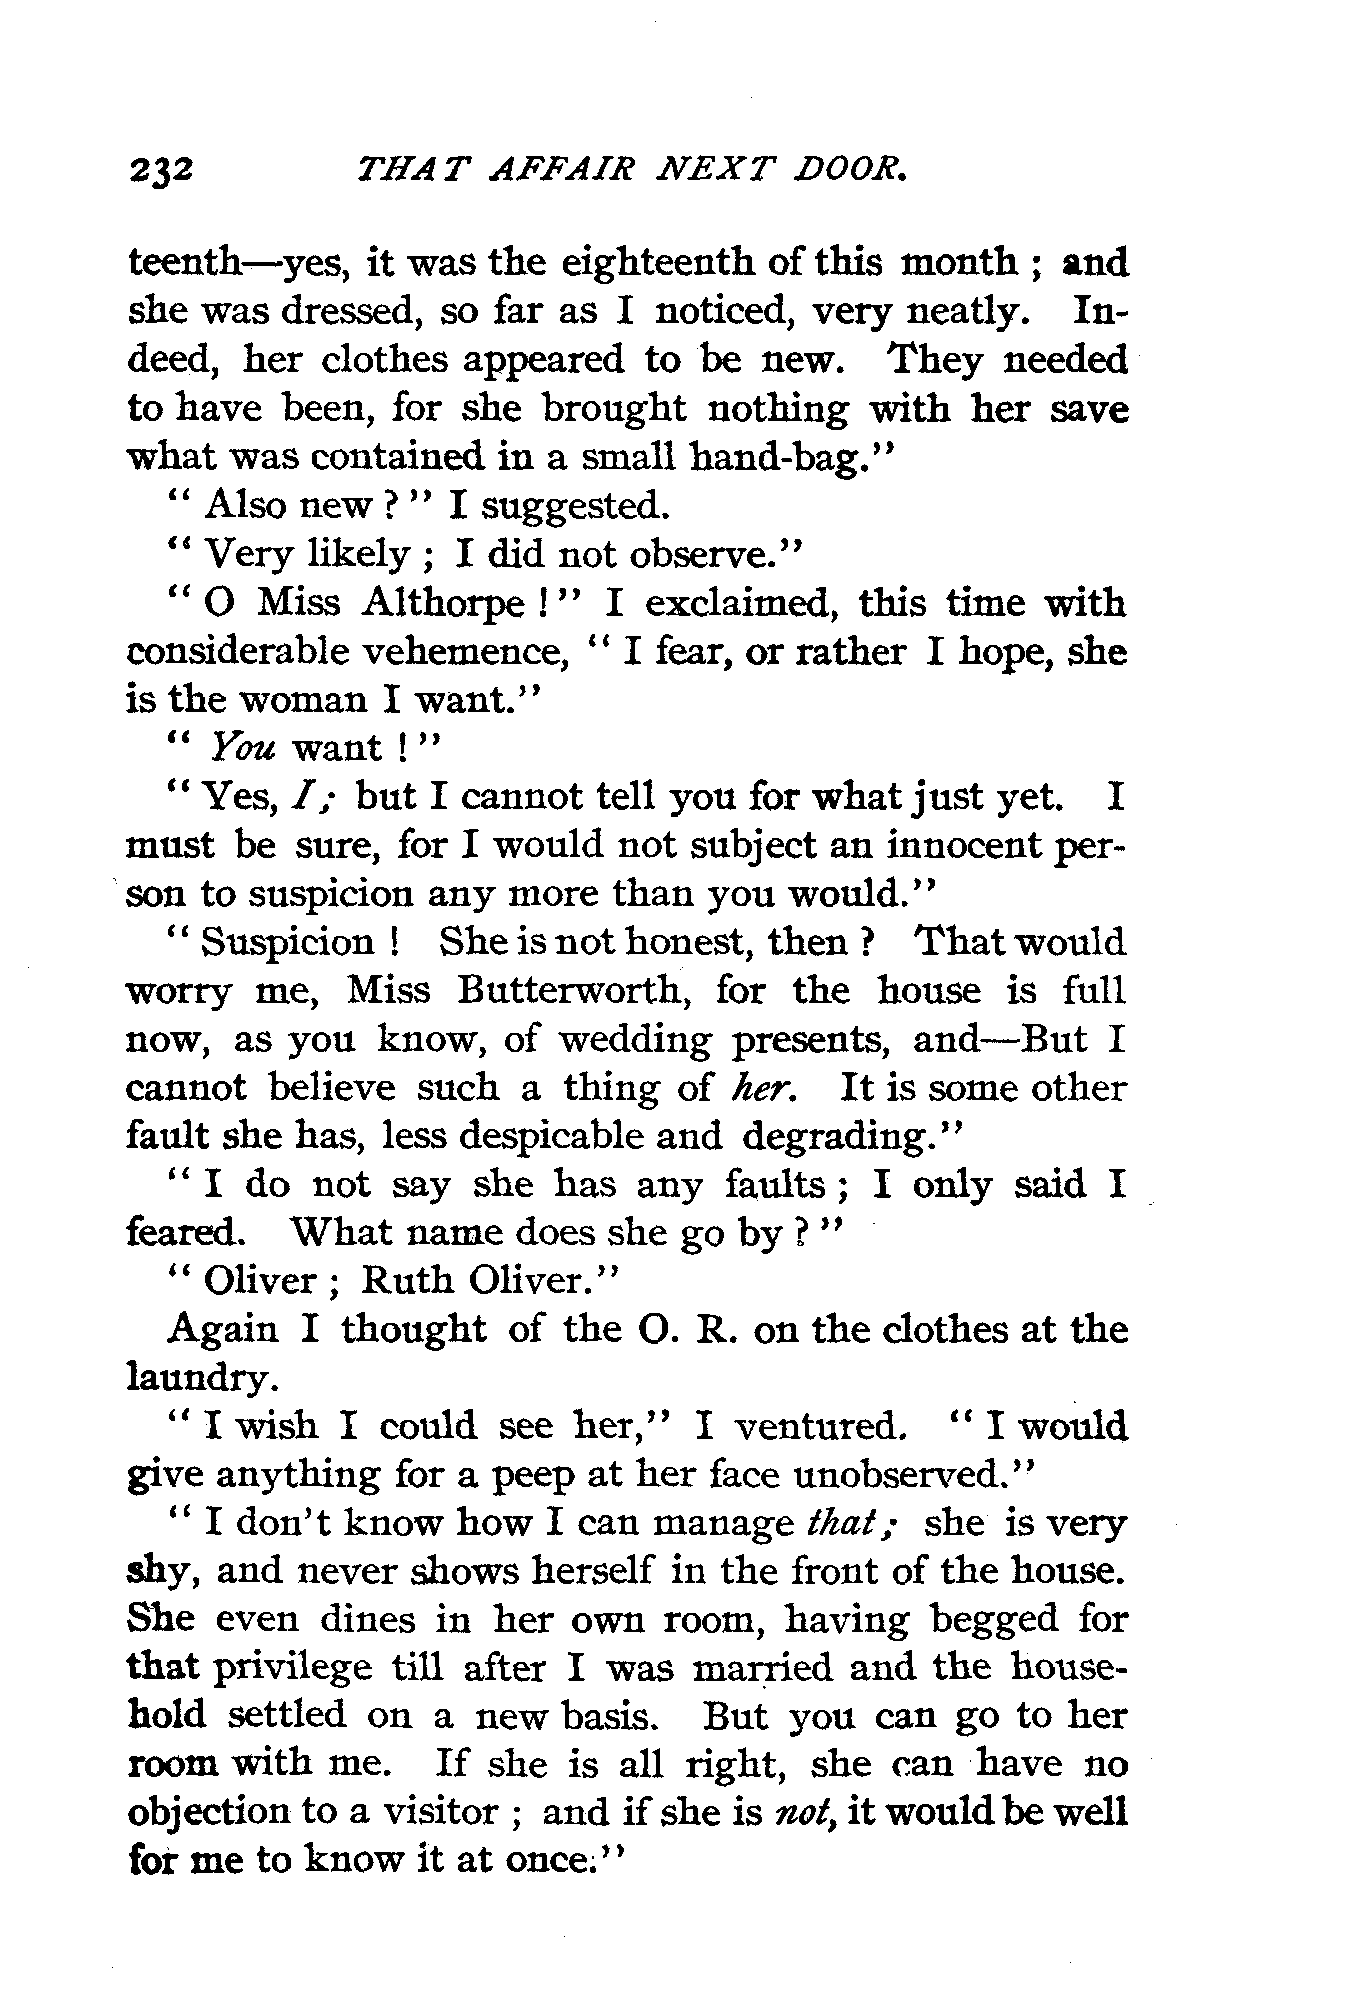 232 THAT AFFAIR NEXT DOOR.
teenth—yes, it was the eighteenth of this month ; and
she was dressed, so far as I noticed, very neatly. In-
deed, her clothes appeared to be new. They needed
to have been, for she brought nothing with her save
what was contained in a small hand-bag."
" Also new ? " I suggested.
" Very likely ; I did not observe."
" O Miss Althorpe ! " I exclaimed, this time with
considerable vehemence, " I fear, or rather I hope, she
is the woman I want."
" You want ! "
" Yes, I; but I cannot tell you for what just yet. I
must be sure, for I would not subject an innocent per-
son to suspicion any more than you would."
" Suspicion ! She is not honest, then ? That would
worry me, Miss Butterworth, for the house is full
now, as you know, of wedding presents, and—But I
cannot believe such a thing of her. It is some other
fault she has, less despicable and degrading."
" I do not say she has any faults ; I only said I
feared. What name does she go by ? "
" Oliver ; Ruth Oliver."
Again I thought of the O. R. on the clothes at the
laundry.
" I wish I could see her," I ventured. " I would
give anything for a peep at her face unobserved."
" I don't know how I can manage that; she is very
shy, and never shows herself in the front of the house.
She even dines in her own room, having begged for
that privilege till after I was married and the house-
hold settled on a new basis. But you can go to her
room with me. If she is all right, she can have no
objection to a visitor ; and if she is not, it would be well
for me to know it at once."